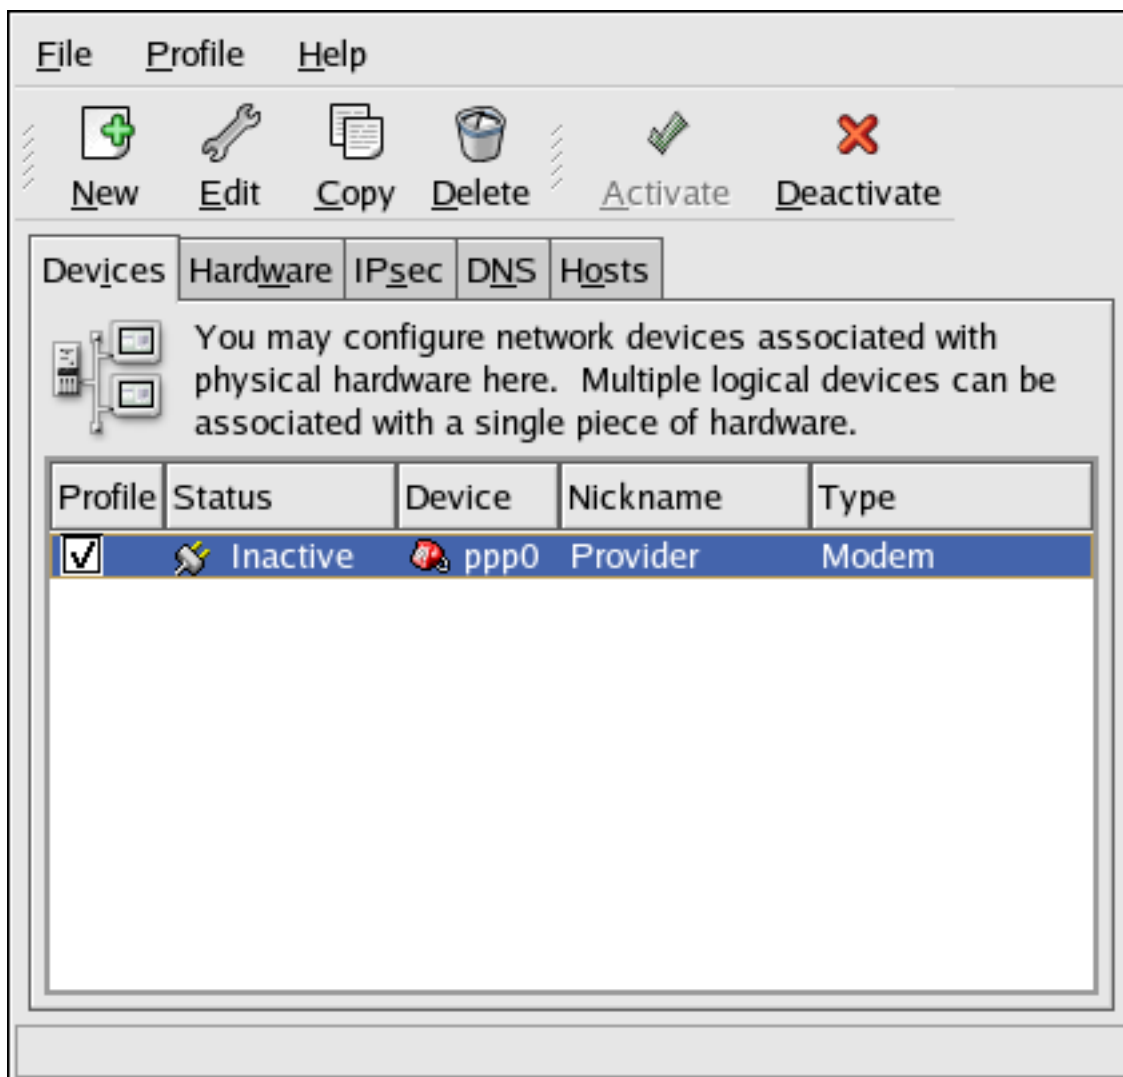 File Profile Help
New Edit Copy Delete Activate Deactivate
Devices Hardware IPsec DNS Hosts
You may configure network devices associated with
physical hardware here.  Multiple logical devices can be
associated with a single piece of hardware.
Profile Status Device Nickname Type
Inactive ppp0 Provider Modem